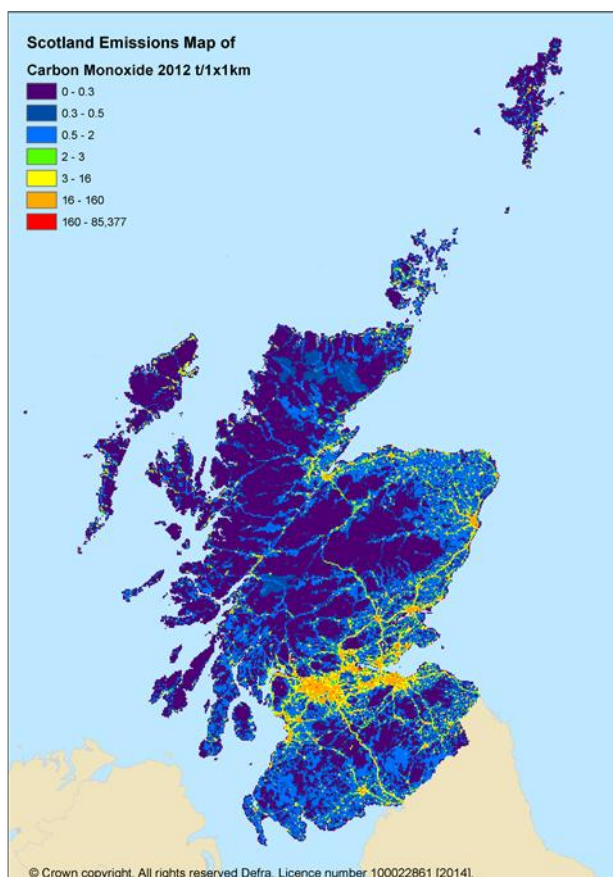 Scotland Emissions Map of
Carbon Monoxide 2012 t/1x1km
0 - 0.3
0.3 - 0.5
0.5 - 2
2 - 3
3 - 16
16 - 160
160 - 85,377
© Crown copyright. All rights reserved Defra, Licence number 100022861 [2014].